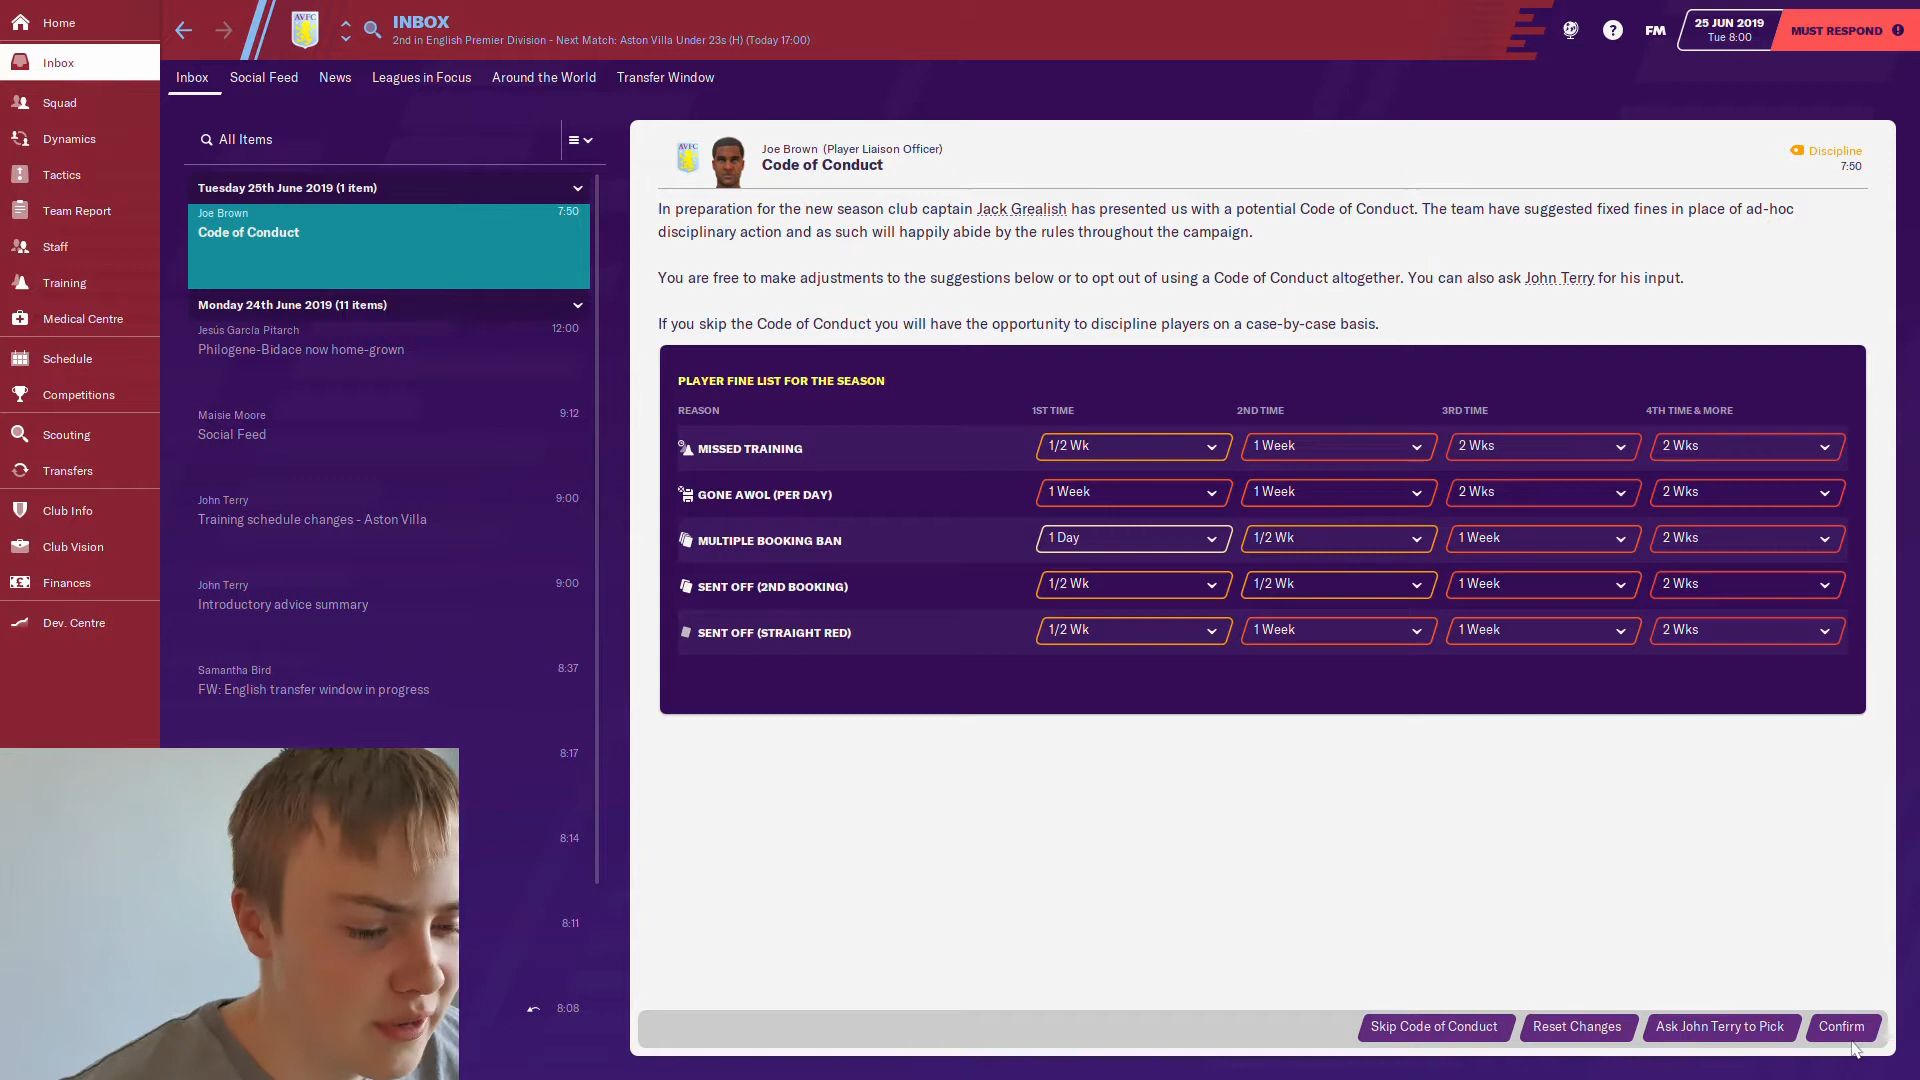 Home
Inbox
Squad
Dynamics
Tactics
Team Report
Staff
Training
Medical Centre
Schedule
Competitions
Scouting
Transfers
Club Info
Club Vision
Finances
Dev. Centre
AVFC
INBOX
2nd in English Premier Division - Next Match: Aston Villa Under 23s (H) (Today 17:00)
?
FM
25 JUN 2019
Tue 8:00
MUST RESPOND
Inbox Social Feed News Leagues in Focus Around the World Transfer Window
All Items
Tuesday 25th June 2019 (1 item)
Joe Brown 7:50
Code of Conduct
Monday 24th June 2019 (11 items)
Jesús García Pitarch 12:00
Philogene-Bidace now home-grown
Maisie Moore 9:12
Social Feed
John Terry 9:00
Training schedule changes - Aston Villa
John Terry 9:00
Introductory advice summary
Samantha Bird 8:37
FW: English transfer window in progress
8:17
8:14
8:11
8:08
AVFC
Joe Brown (Player Liaison Officer)
Code of Conduct
Discipline
7:50
In preparation for the new season club captain Jack Grealish has presented us with a potential Code of Conduct. The team have suggested fixed fines in place of ad-hoc
disciplinary action and as such will happily abide by the rules throughout the campaign.
You are free to make adjustments to the suggestions below or to opt out of using a Code of Conduct altogether. You can also ask John Terry for his input.
If you skip the Code of Conduct you will have the opportunity to discipline players on a case-by-case basis.
PLAYER FINE LIST FOR THE SEASON
REASON 1ST TIME 2ND TIME 3RD TIME 4TH TIME & MORE
MISSED TRAINING 1/2 Wk 1 Week 2 Wks 2 Wks
GONE AWOL (PER DAY) 1 Week 1 Week 2 Wks 2 Wks
MULTIPLE BOOKING BAN 1 Day 1/2 Wk 1 Week 2 Wks
SENT OFF (2ND BOOKING) 1/2 Wk 1/2 Wk 1 Week 2 Wks
SENT OFF (STRAIGHT RED) 1/2 Wk 1 Week 1 Week 2 Wks
Skip Code of Conduct Reset Changes Ask John Terry to Pick Confirm